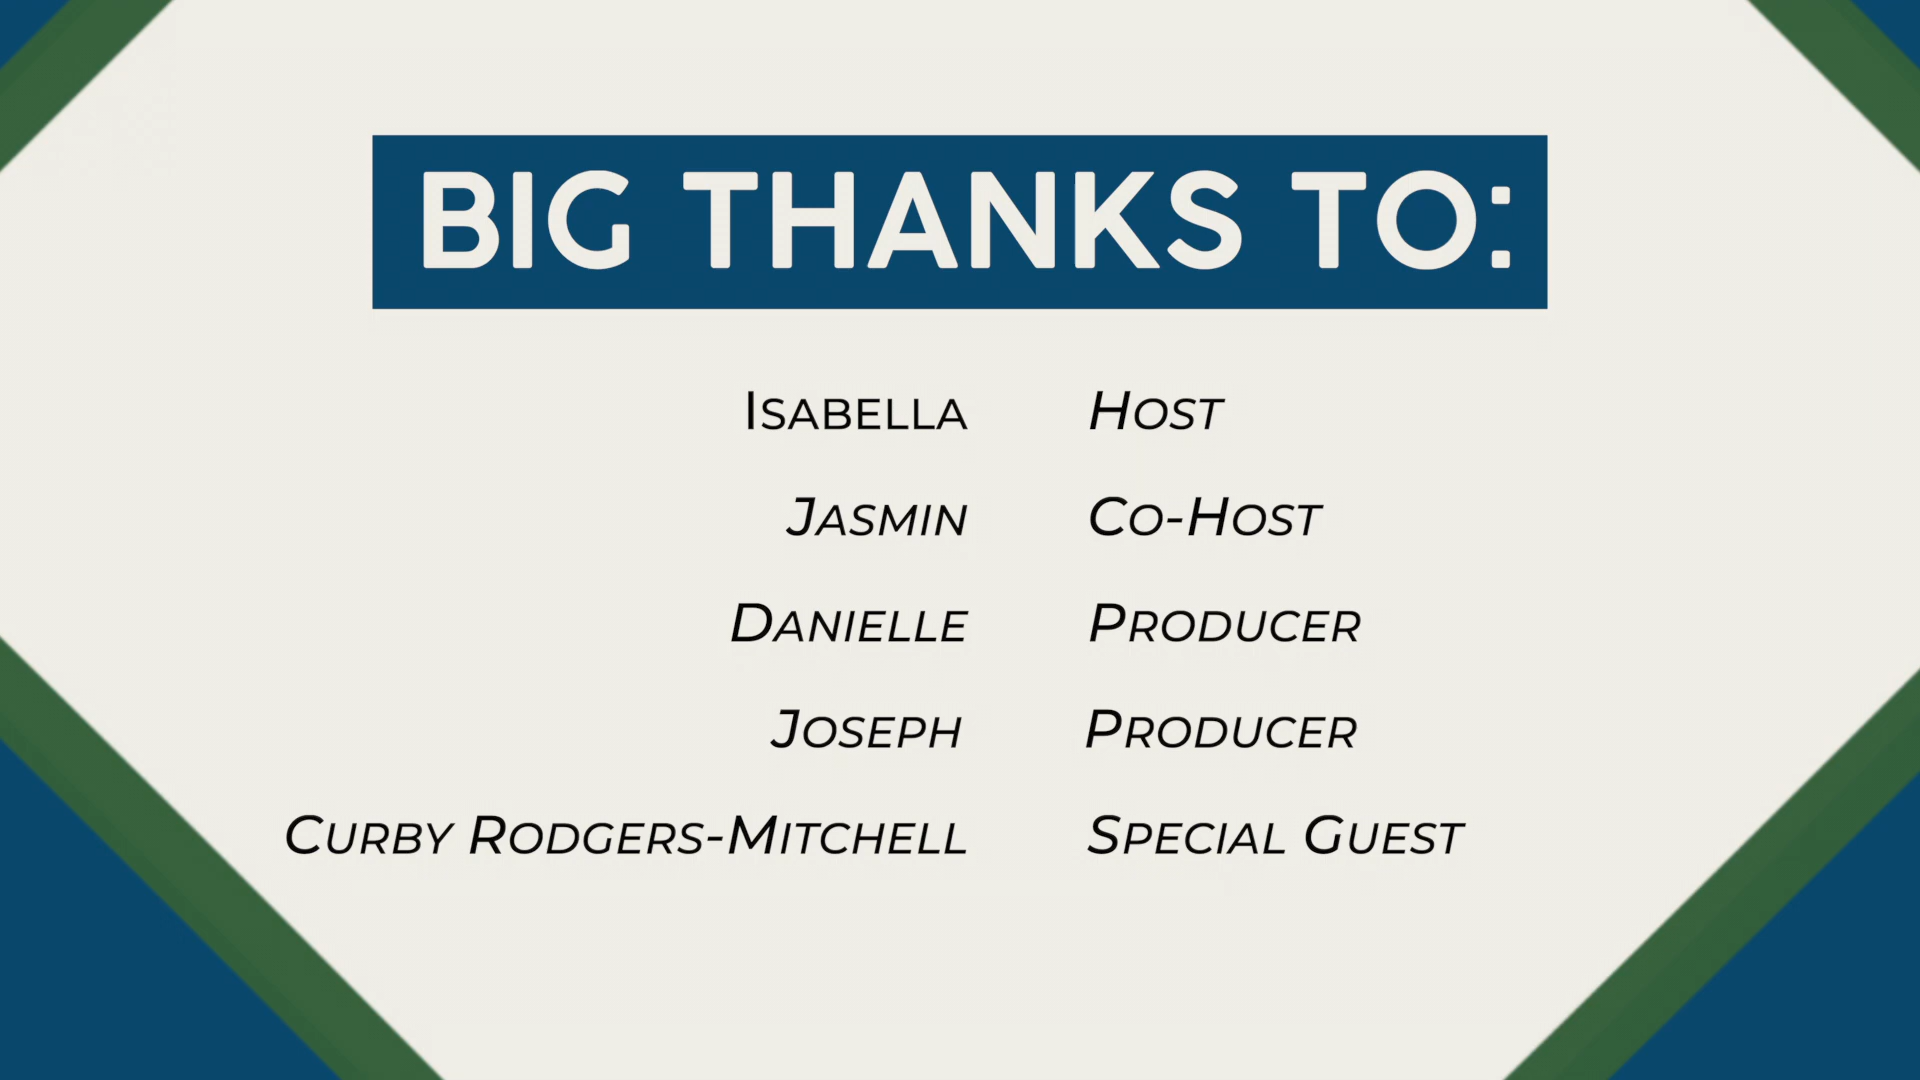 BIG THANKS TO:
Isabella Host
Jasmin Co-Host
Danielle Producer
Joseph Producer
Curby Rodgers-Mitchell Special Guest